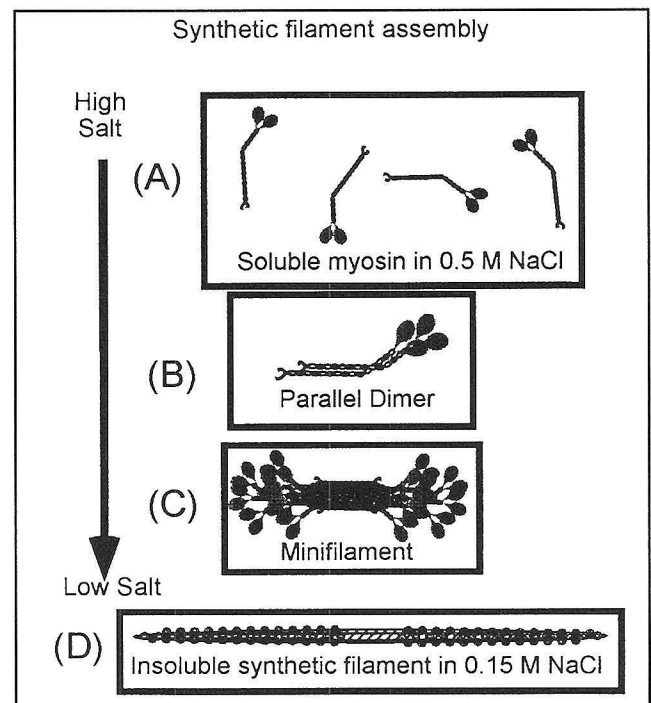 Synthetic filament assembly
High
Salt
(A)
Soluble myosin in 0.5 M NaCl
(B)
Parallel Dimer
(C)
Minifilament
Low Salt
(D)
Insoluble synthetic filament in 0.15 M NaCl